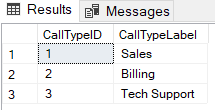 Results Messages
CallTypeID CallTypeLabel
1 1 Sales
2 2 Billing
3 3 Tech Support